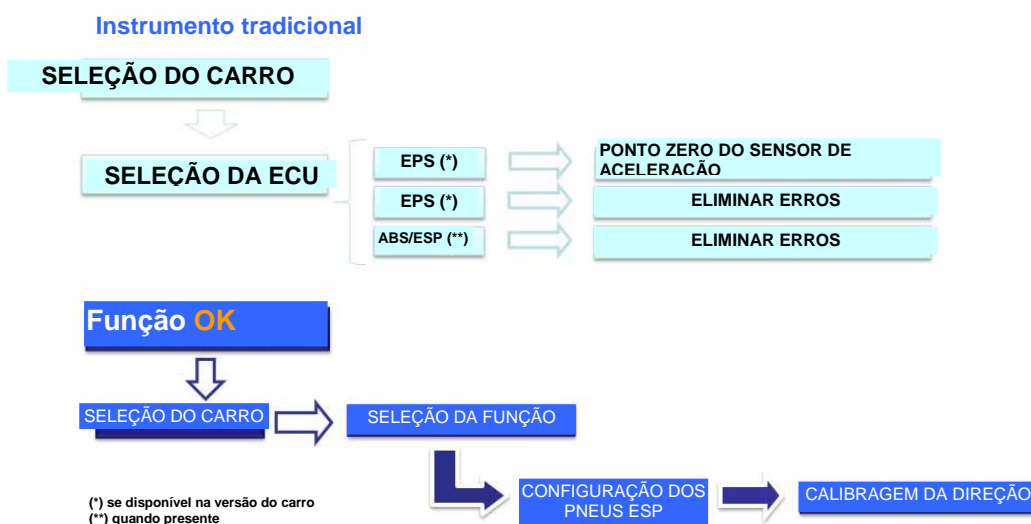 Instrumento tradicional
SELEÇÃO DO CARRO
SELEÇÃO DA ECU
EPS (*)
PONTO ZERO DO SENSOR DE
ACELERAÇÃO
EPS (*)
ELIMINAR ERROS
ABS/ESP (**)
ELIMINAR ERROS
Função OK
SELEÇÃO DO CARRO
SELEÇÃO DA FUNÇÃO
CONFIGURAÇÃO DOS
PNEUS ESP
CALIBRAGEM DA DIREÇÃO
(*) se disponível na versão do carro
(**) quando presente